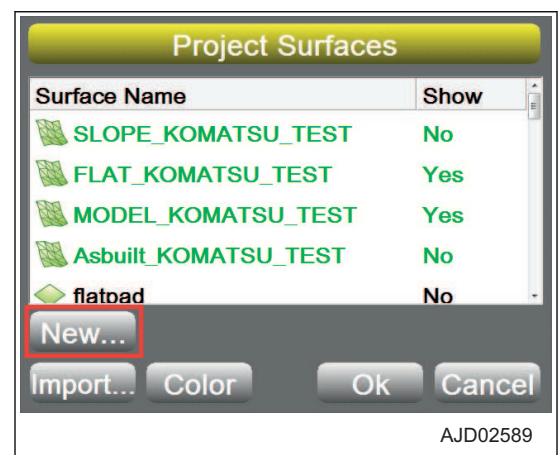 Project Surfaces
Surface Name Show
SLOPE_KOMATSU_TEST No
FLAT_KOMATSU_TEST Yes
MODEL_KOMATSU_TEST Yes
Asbuilt_KOMATSU_TEST No
flatpad No
New...
Import... Color Ok Cancel
AJD02589